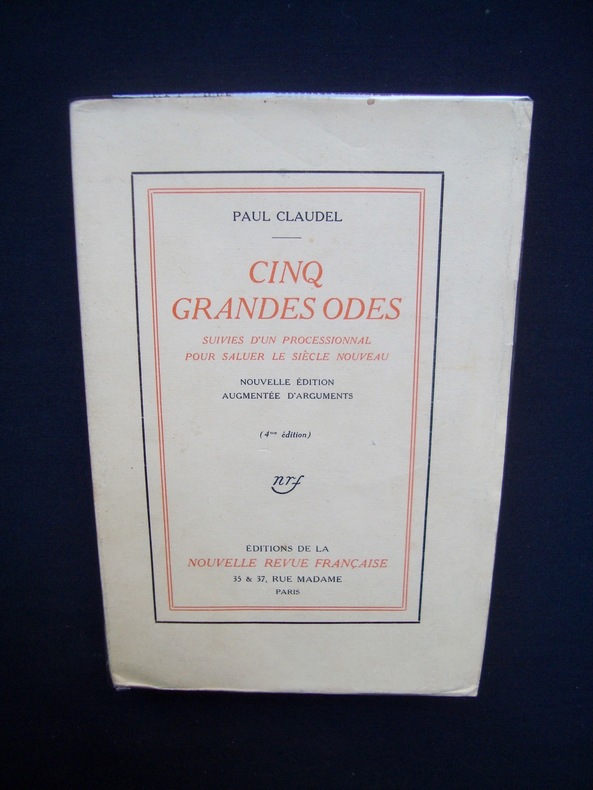 PAUL CLAUDEL
CINQ
GRANDES ODES
SUIVIES D'UN PROCESSIONNAL
POUR SALUER LE SIÈCLE NOUVEAU
NOUVELLE ÉDITION
AUGMENTÉE D'ARGUMENTS
(4me édition)
nrf
ÉDITIONS DE LA
NOUVELLE REVUE FRANÇAISE
35 & 37, RUE MADAME
PARIS